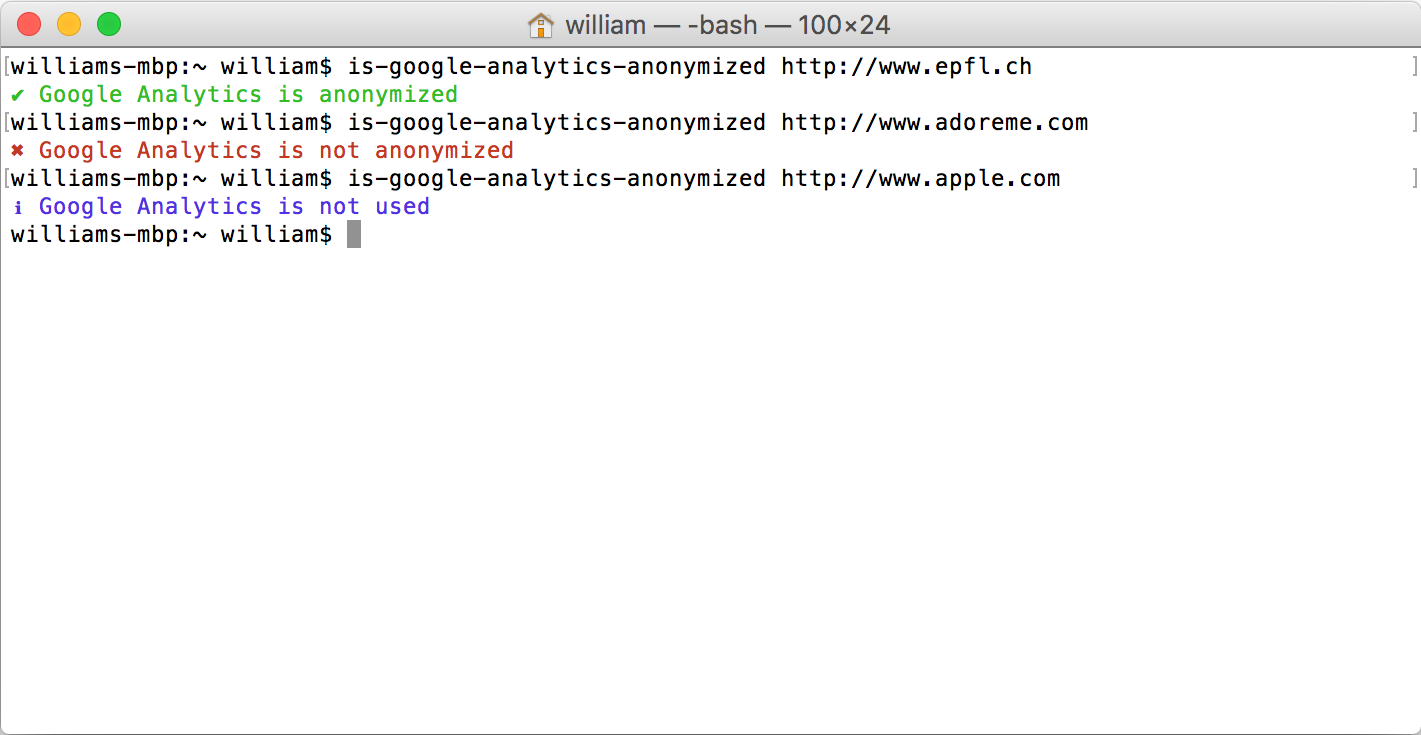 william — -bash — 100×24
[williams-mbp:~ william$ is-google-analytics-anonymized http://www.epfl.ch ]
✔ Google Analytics is anonymized
[williams-mbp:~ william$ is-google-analytics-anonymized http://www.adoreme.com ]
✖ Google Analytics is not anonymized
[williams-mbp:~ william$ is-google-analytics-anonymized http://www.apple.com ]
ℹ Google Analytics is not used
williams-mbp:~ william$